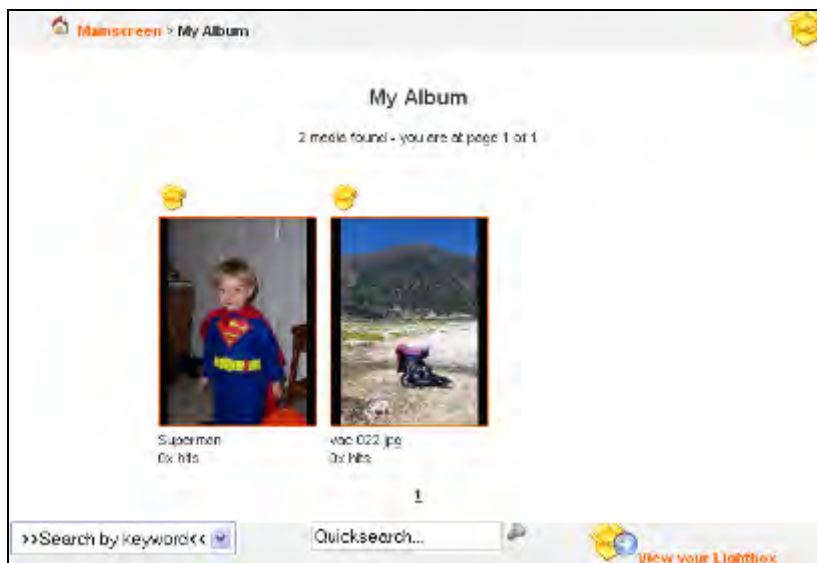 Mainscreen > My Album
My Album
2 media found - you are at page 1 of 1
Superman
vac 022.jpg
0x hits
0x hits
1
>>Search by keyword<<
Quicksearch...
View your Lightbox